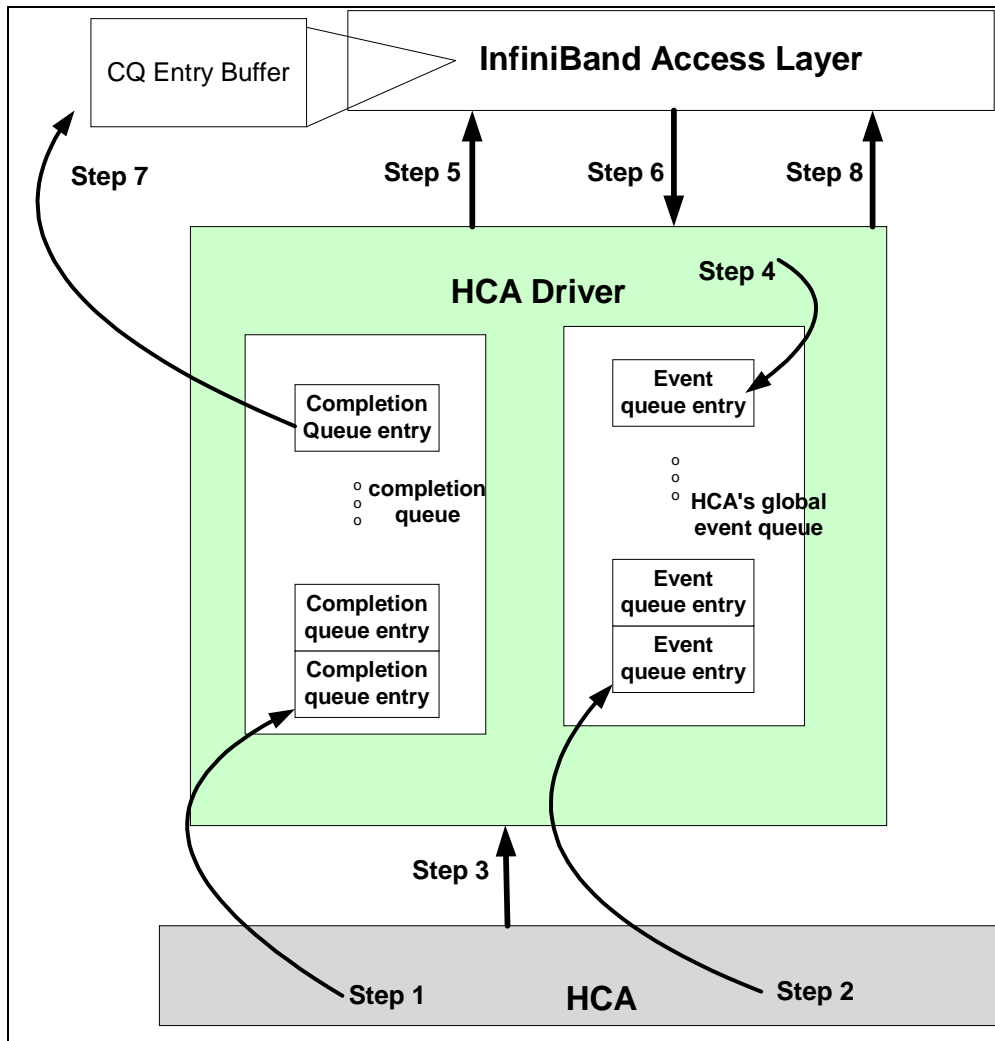 InfiniBand Access Layer
CQ Entry Buffer
Step 7
Step 5
Step 6
Step 8
Step 4
HCA Driver
Completion
Queue entry
o
o
o
completion
queue
Completion
queue entry
Completion
queue entry
Event
queue entry
o
o
o
HCA's global
event queue
Event
queue entry
Event
queue entry
Step 3
Step 1
Step 2
HCA